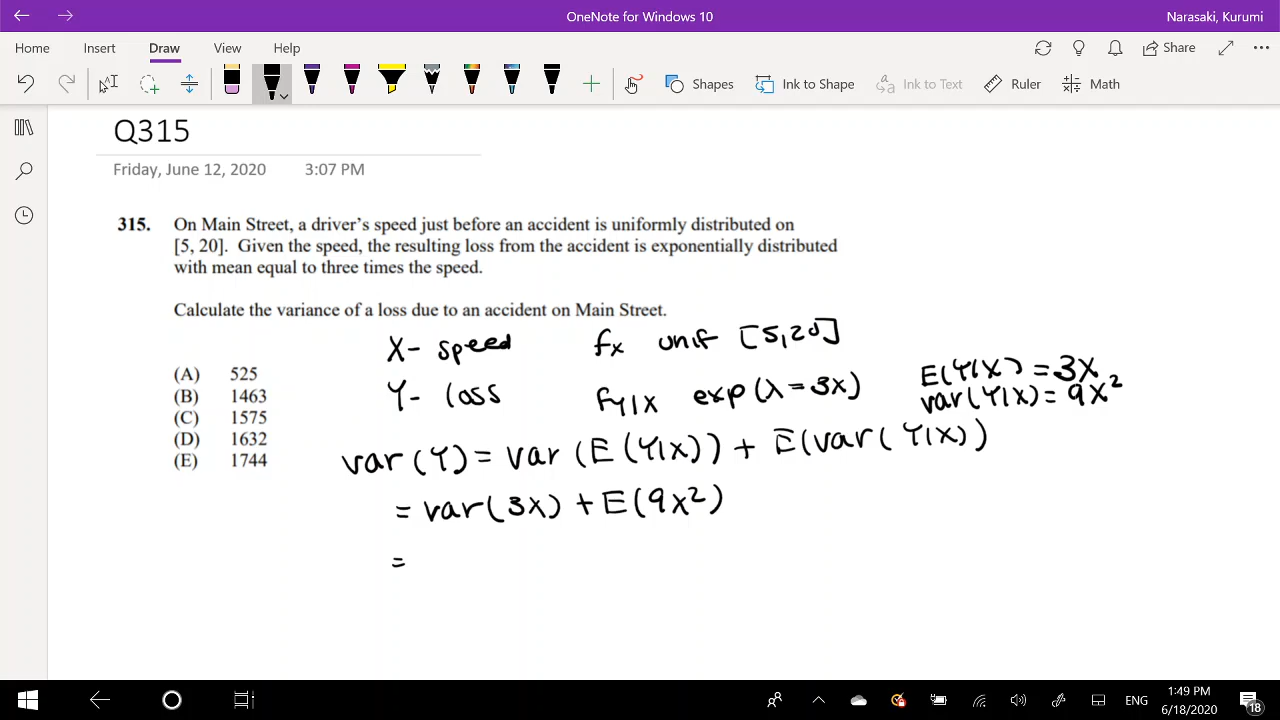 OneNote for Windows 10
Narasaki, Kurumi
Home Insert Draw View Help
Share
Shapes Ink to Shape Ink to Text Ruler Math
Q315
Friday, June 12, 2020 3:07 PM
315. On Main Street, a driver's speed just before an accident is uniformly distributed on
[5, 20]. Given the speed, the resulting loss from the accident is exponentially distributed
with mean equal to three times the speed.
Calculate the variance of a loss due to an accident on Main Street.
(A) 525
(B) 1463
(C) 1575
(D) 1632
(E) 1744
X- speed fx unif [5,20]
Y- loss fY|X exp(λ=3x)
E(Y|X) = 3X
var(Y|X) = 9X²
var(Y) = var(E(Y|X)) + E(var(Y|X))
= var(3X) + E(9X²)
=
ENG
1:49 PM
6/18/2020
18